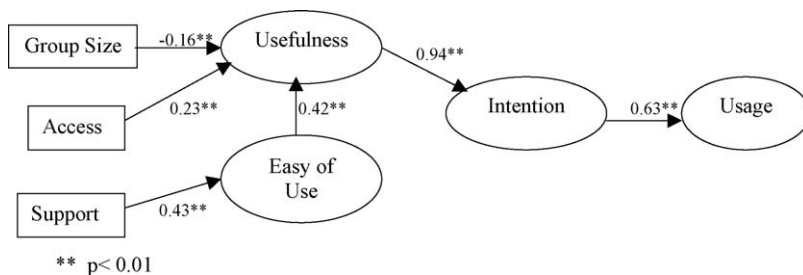 Group Size
-0.16**
Usefulness
0.94**
Access
0.23**
0.42**
Intention
0.63**
Usage
Easy of
Use
Support
0.43**
** p< 0.01